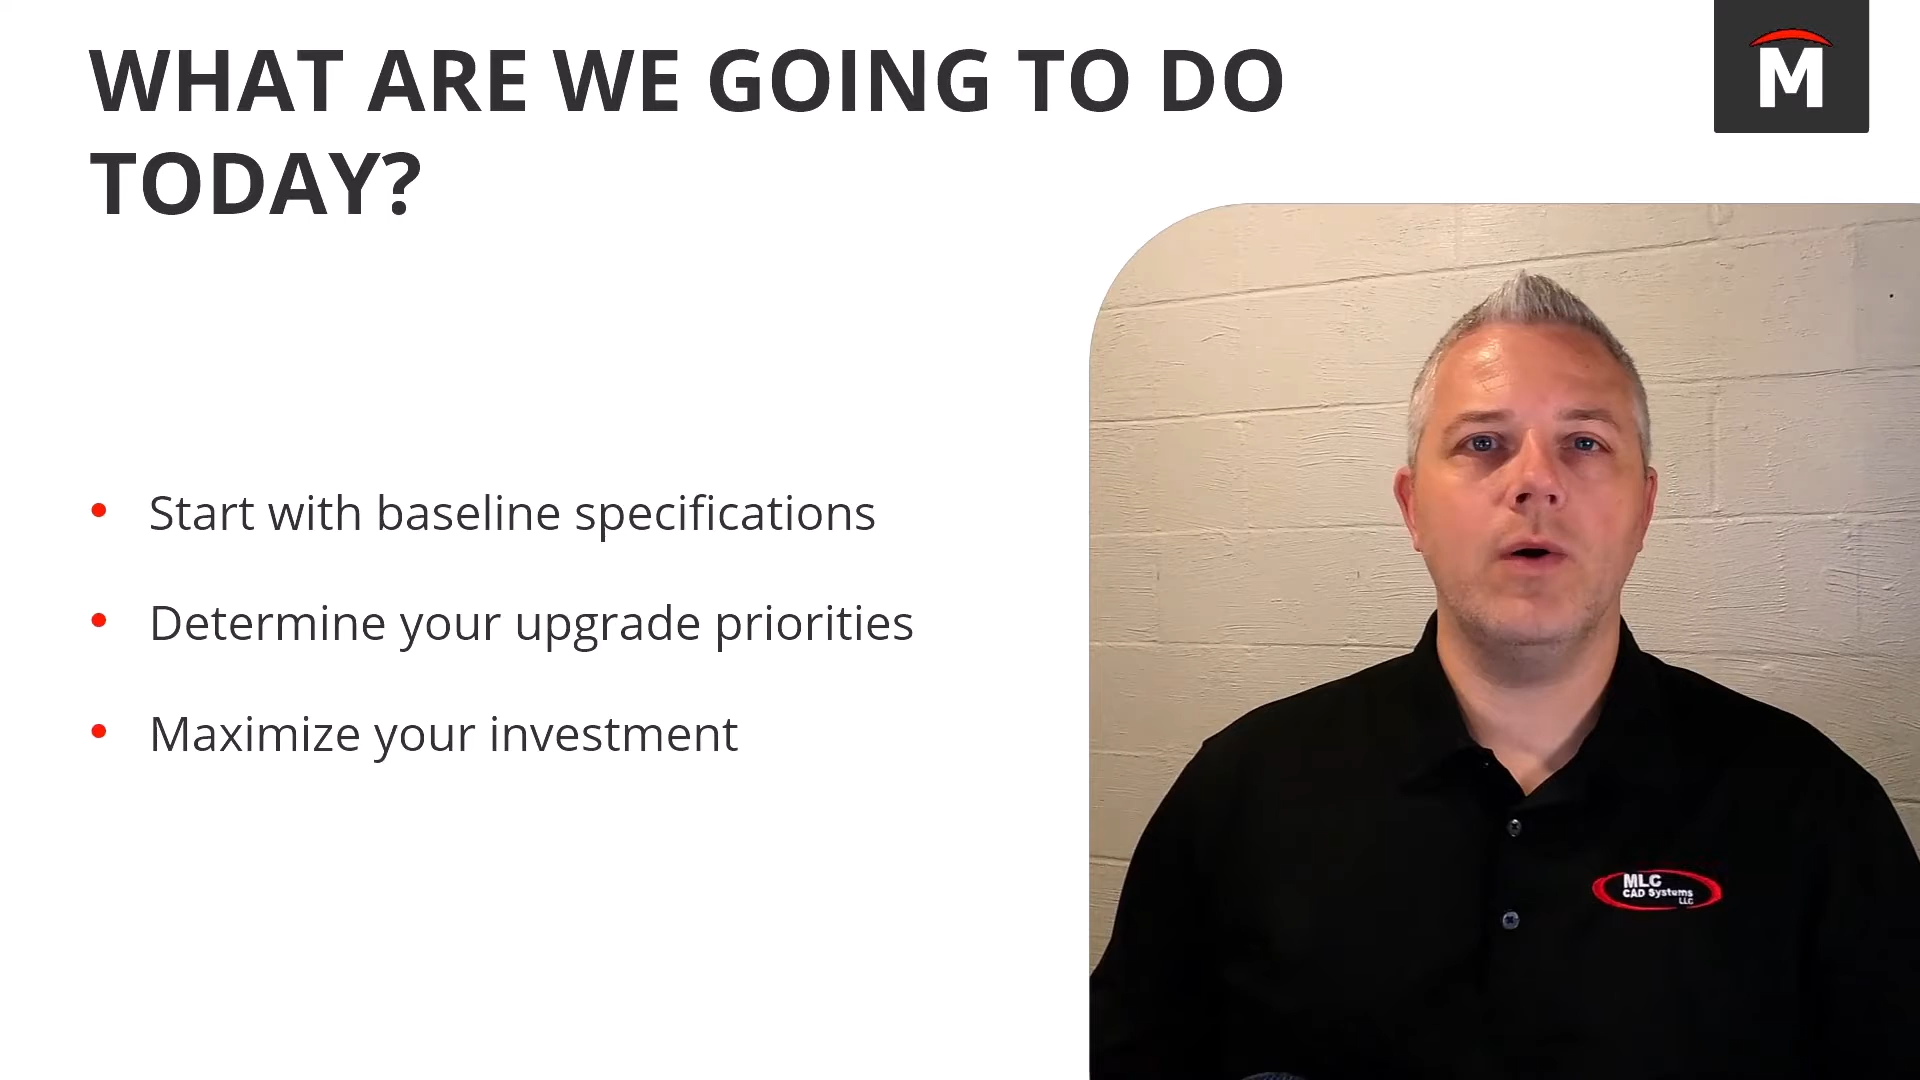 WHAT ARE WE GOING TO DO
TODAY?
M
• Start with baseline specifications
• Determine your upgrade priorities
• Maximize your investment
MLC
CAD Systems
LLC